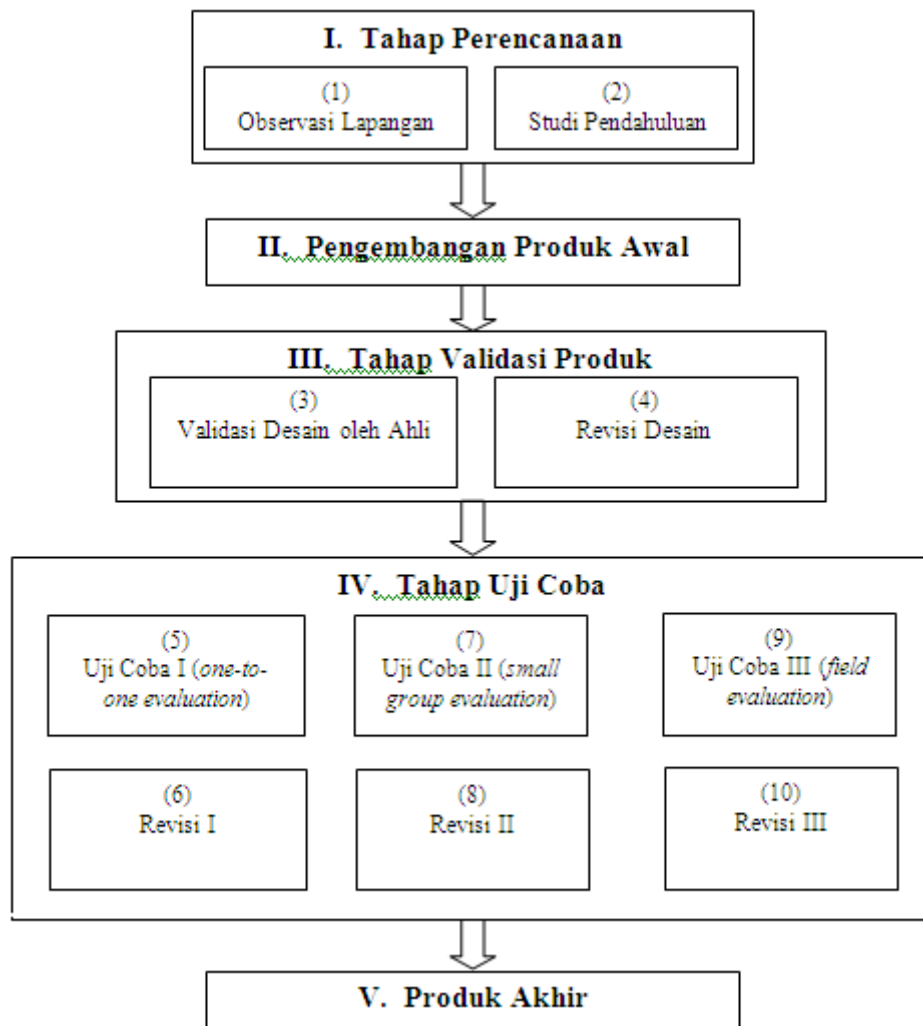 I. Tahap Perencanaan
(1)
Observasi Lapangan
(2)
Studi Pendahuluan
II. Pengembangan Produk Awal
III. Tahap Validasi Produk
(3)
Validasi Desain oleh Ahli
(4)
Revisi Desain
IV. Tahap Uji Coba
(5)
Uji Coba I (one-to-
one evaluation)
(7)
Uji Coba II (small
group evaluation)
(9)
Uji Coba III (field
evaluation)
(6)
Revisi I
(8)
Revisi II
(10)
Revisi III
V. Produk Akhir